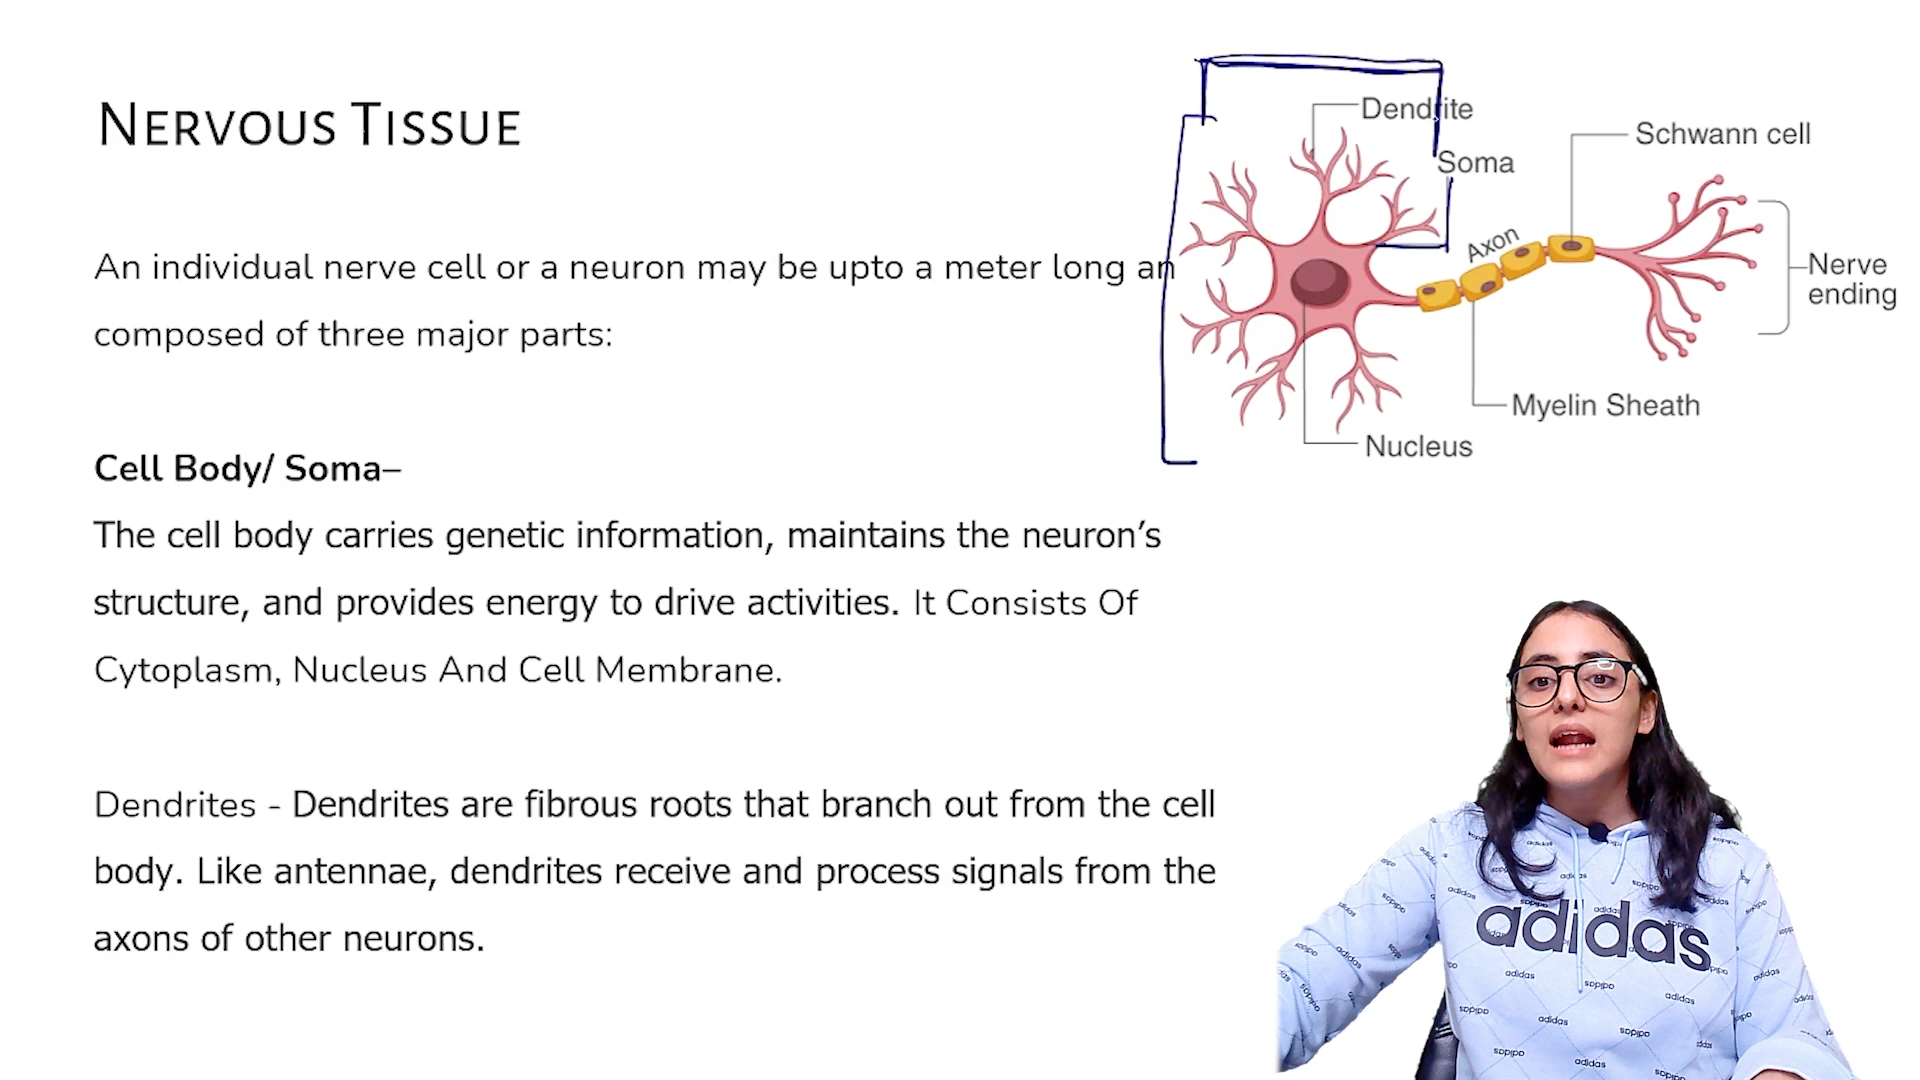 NERVOUS TISSUE
An individual nerve cell or a neuron may be upto a meter long an
composed of three major parts:
Cell Body/ Soma–
The cell body carries genetic information, maintains the neuron’s
structure, and provides energy to drive activities. It Consists Of
Cytoplasm, Nucleus And Cell Membrane.
Dendrites - Dendrites are fibrous roots that branch out from the cell
body. Like antennae, dendrites receive and process signals from the
axons of other neurons.
Dendrite
Soma
Schwann cell
Axon
Nerve
ending
Myelin Sheath
Nucleus
adidas